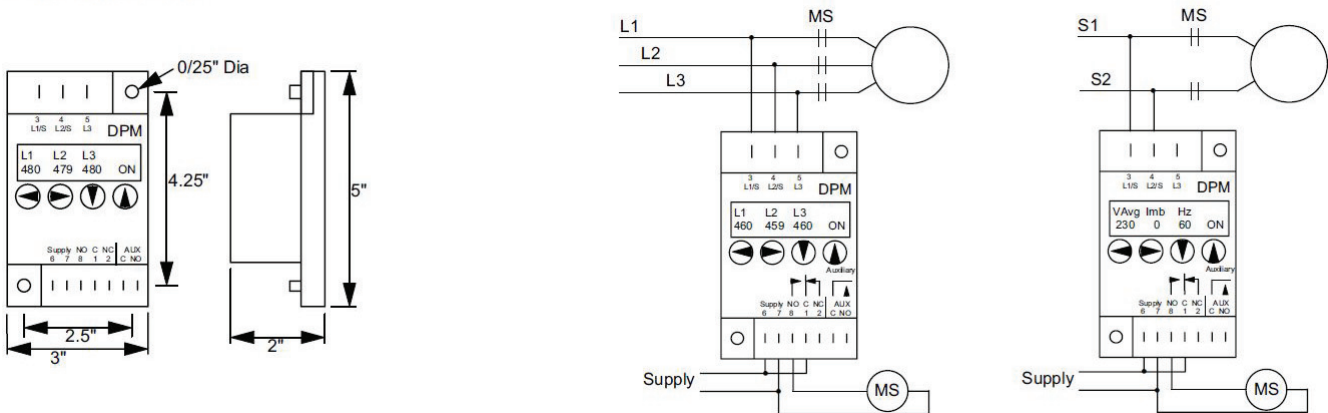 0/25" Dia
3 4 5
L1/S L2/S L3 DPM
L1 L2 L3
480 479 480 ON
4.25"
5"
Supply NO C NC AUX
6 7 8 1 2 C NO
2.5"
3"
2"
L1 MS
L2
L3
3 4 5
L1/S L2/S L3 DPM
L1 L2 L3
460 459 460 ON
Auxiliary
Supply NO C NC AUX
6 7 8 1 2 C NO
Supply
MS
S1 MS
S2
3 4 5
L1/S L2/S L3 DPM
VAvg Imb Hz
230 0 60 ON
Auxiliary
Supply NO C NC AUX
6 7 8 1 2 C NO
Supply
MS